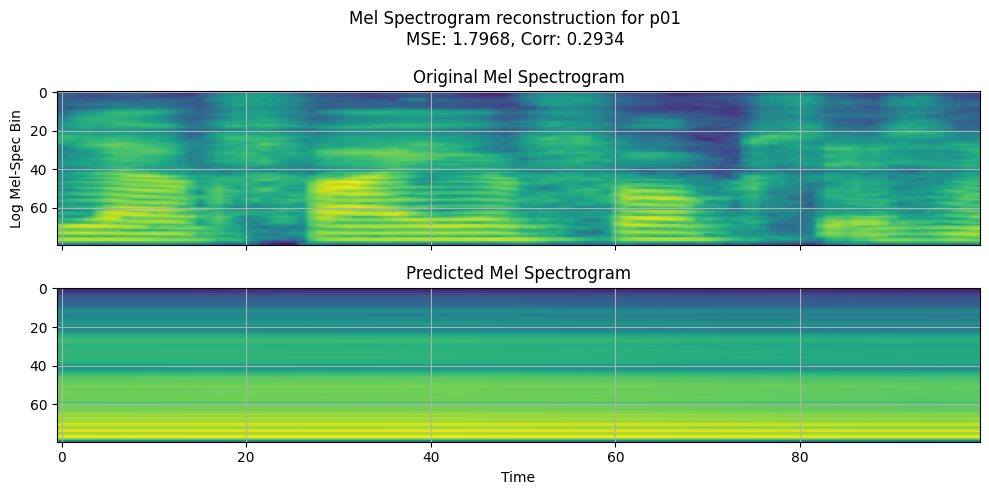 Mel Spectrogram reconstruction for p01
MSE: 1.7968, Corr: 0.2934
Original Mel Spectrogram
0
20
40
60
Log Mel-Spec Bin
Predicted Mel Spectrogram
0
20
40
60
0 20 40 60 80
Time